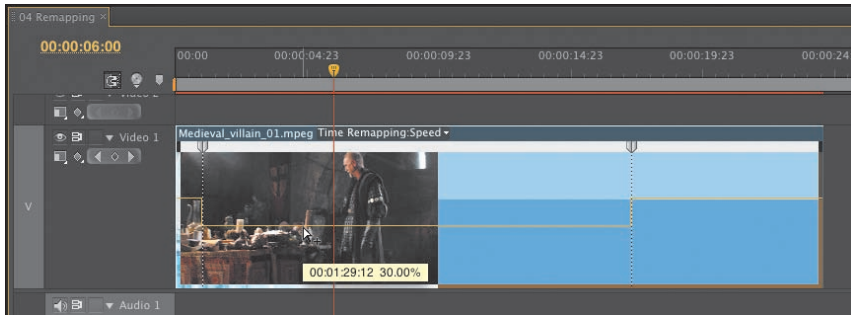 04 Remapping ×
00:00:06:00
00:00 00:00:04:23 00:00:09:23 00:00:14:23 00:00:19:23 00:00:24
Video 1
Medieval_villain_01.mpeg Time Remapping:Speed
V
00:01:29:12 30.00%
Audio 1